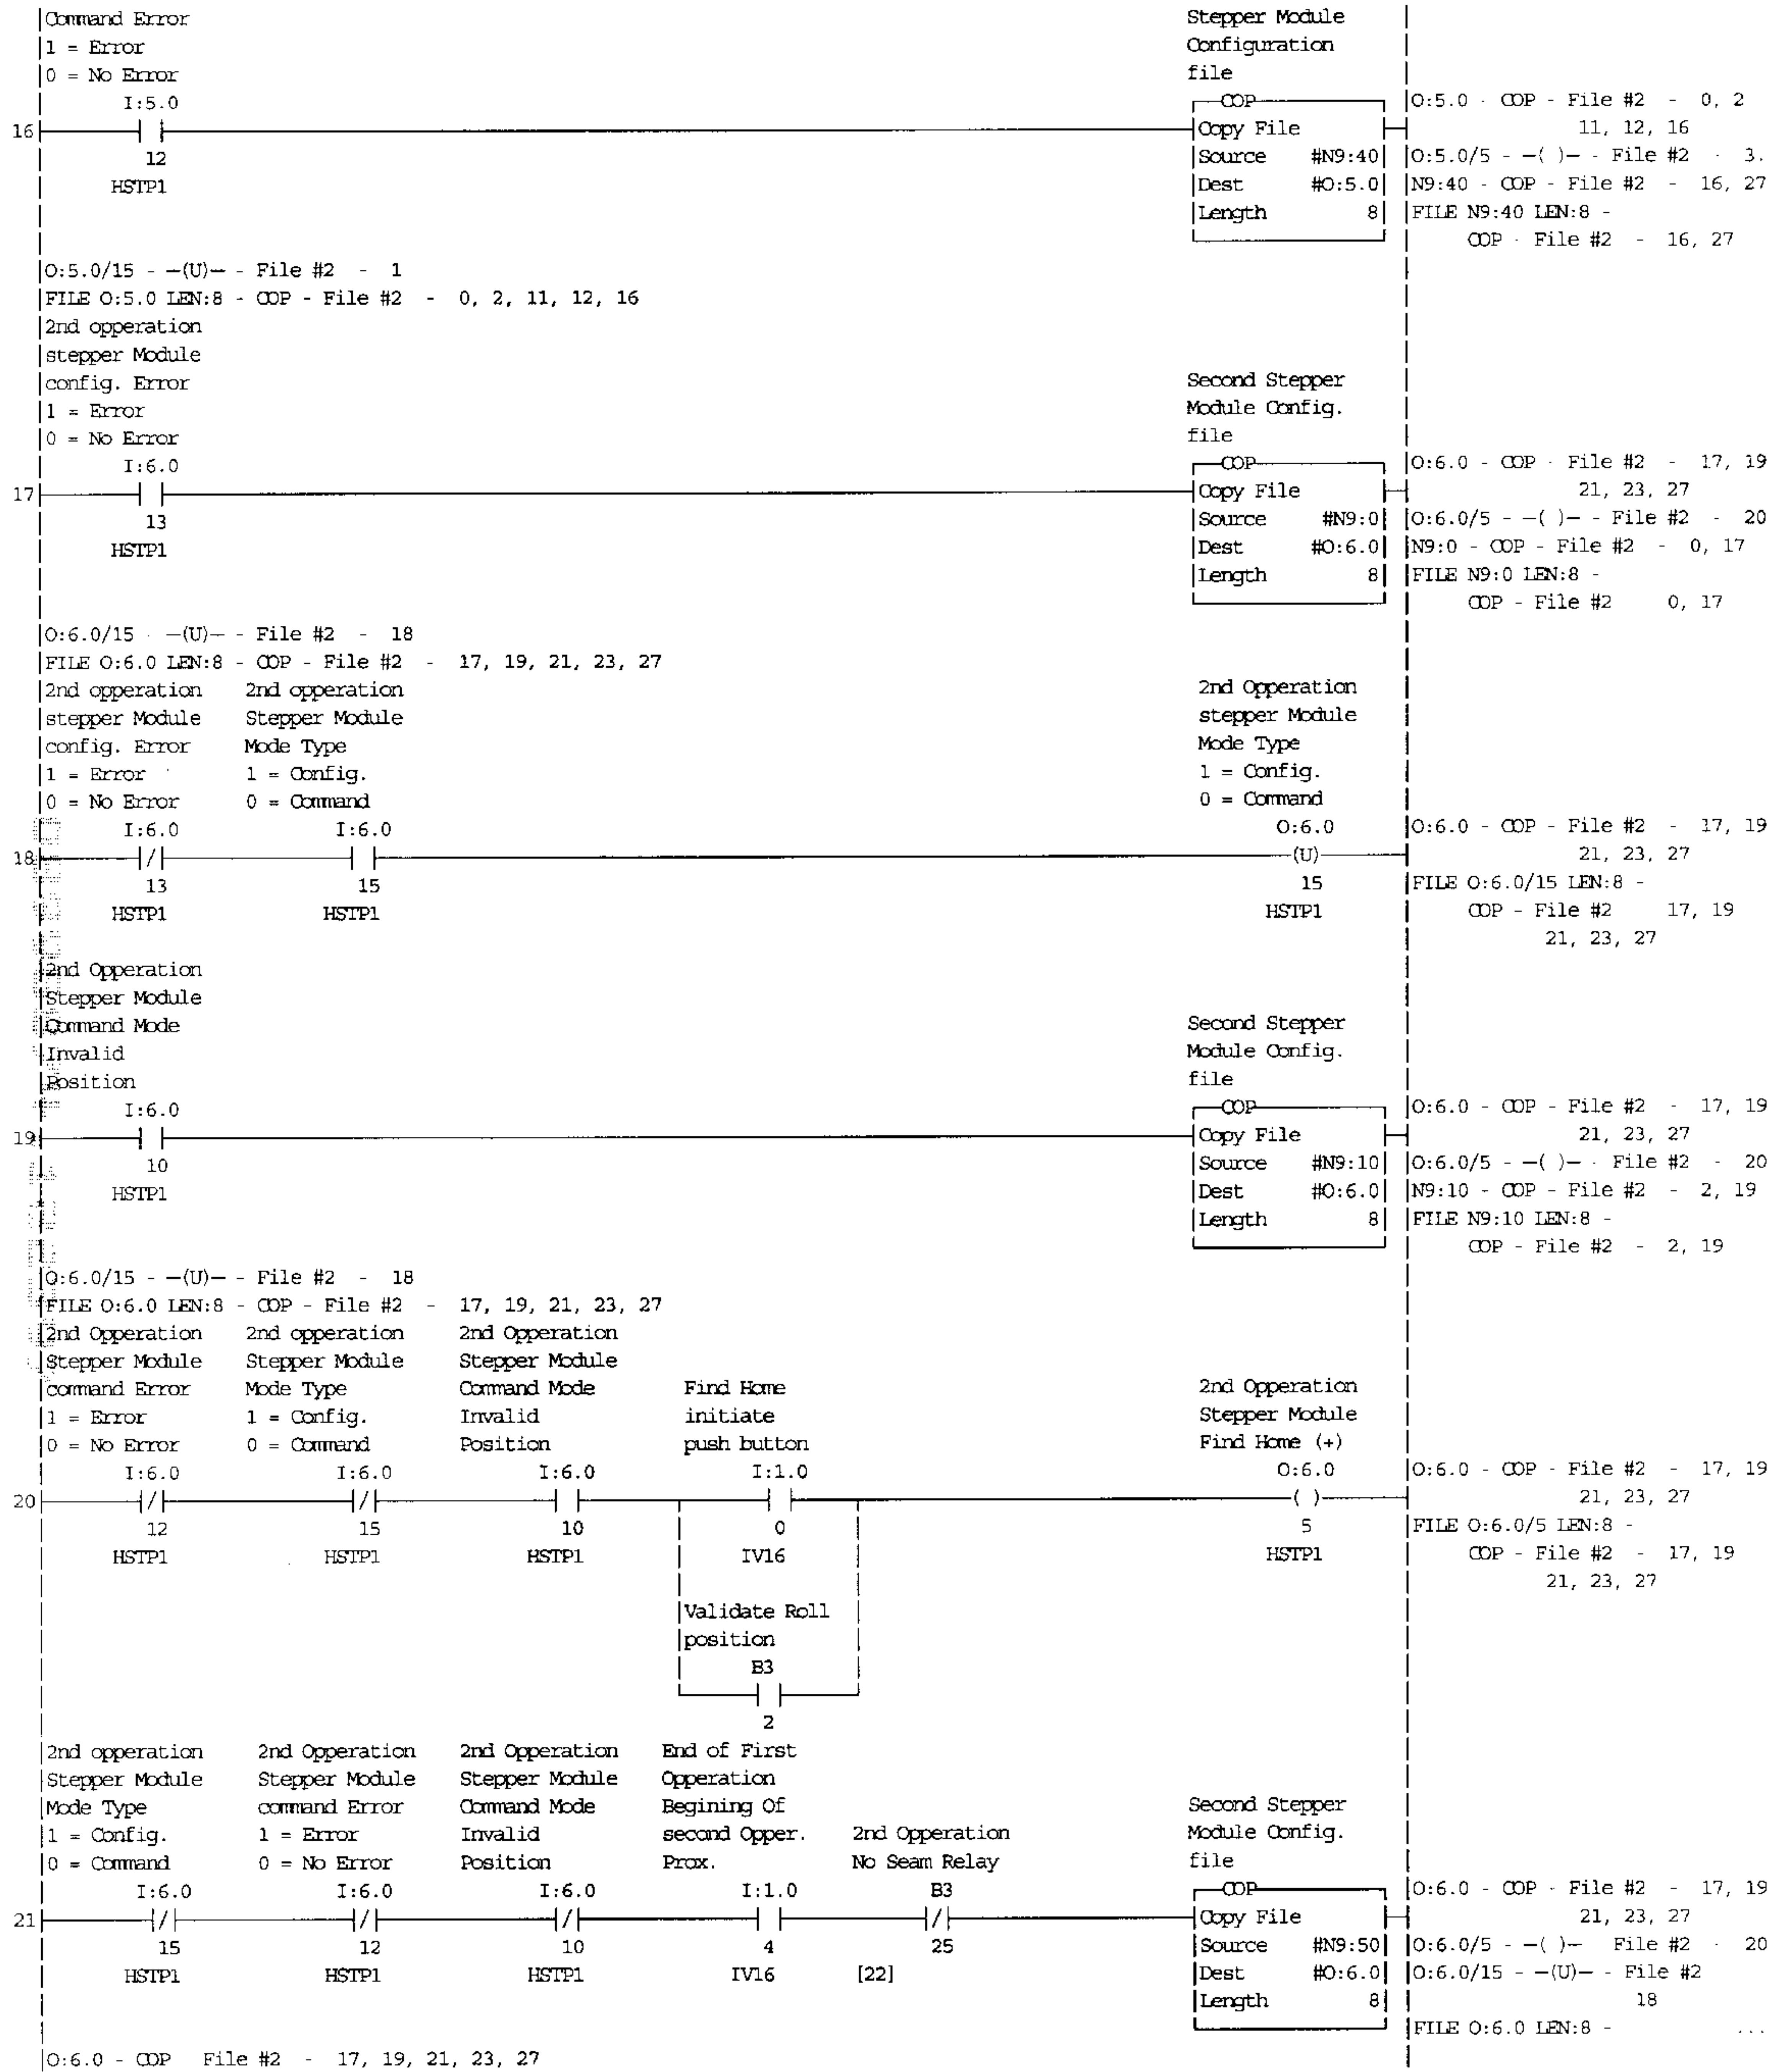 Command Error
1 = Error
0 = No Error
I:5.0
16
12
HSTP1
Stepper Module
Configuration
file
COP
Copy File
Source #N9:40
Dest #O:5.0
Length 8
O:5.0 - COP - File #2 - 0, 2
11, 12, 16
O:5.0/5 - -( )- - File #2 - 3.
N9:40 - COP - File #2 - 16, 27
FILE N9:40 LEN:8 -
COP - File #2 - 16, 27
O:5.0/15 - -(U)- - File #2 - 1
FILE O:5.0 LEN:8 - COP - File #2 - 0, 2, 11, 12, 16
2nd opperation
stepper Module
config. Error
1 = Error
0 = No Error
I:6.0
17
13
HSTP1
Second Stepper
Module Config.
file
COP
Copy File
Source #N9:0
Dest #O:6.0
Length 8
O:6.0 - COP - File #2 - 17, 19
21, 23, 27
O:6.0/5 - -( )- - File #2 - 20
N9:0 - COP - File #2 - 0, 17
FILE N9:0 LEN:8 -
COP - File #2 0, 17
O:6.0/15 - -(U)- - File #2 - 18
FILE O:6.0 LEN:8 - COP - File #2 - 17, 19, 21, 23, 27
2nd opperation 2nd opperation
stepper Module Stepper Module
config. Error Mode Type
1 = Error 1 = Config.
0 = No Error 0 = Command
I:6.0 I:6.0
18
13 15
HSTP1 HSTP1
2nd Opperation
stepper Module
Mode Type
1 = Config.
0 = Command
O:6.0
(U)
15
HSTP1
O:6.0 - COP - File #2 - 17, 19
21, 23, 27
FILE O:6.0/15 LEN:8 -
COP - File #2 17, 19
21, 23, 27
2nd Opperation
Stepper Module
Command Mode
Invalid
Position
I:6.0
19
10
HSTP1
Second Stepper
Module Config.
file
COP
Copy File
Source #N9:10
Dest #O:6.0
Length 8
O:6.0 - COP - File #2 - 17, 19
21, 23, 27
O:6.0/5 - -( )- - File #2 - 20
N9:10 - COP - File #2 - 2, 19
FILE N9:10 LEN:8 -
COP - File #2 - 2, 19
O:6.0/15 - -(U)- - File #2 - 18
FILE O:6.0 LEN:8 - COP - File #2 - 17, 19, 21, 23, 27
2nd Opperation 2nd opperation 2nd Opperation
Stepper Module Stepper Module Stepper Module
command Error Mode Type Command Mode Find Home
1 = Error 1 = Config. Invalid initiate
0 = No Error 0 = Command Position push button
I:6.0 I:6.0 I:6.0 I:1.0
20
12 15 10 0
HSTP1 HSTP1 HSTP1 IV16
Validate Roll
position
B3
2
2nd Opperation
Stepper Module
Find Home (+)
O:6.0
( )
5
HSTP1
O:6.0 - COP - File #2 - 17, 19
21, 23, 27
FILE O:6.0/5 LEN:8 -
COP - File #2 - 17, 19
21, 23, 27
2nd opperation 2nd Opperation 2nd Opperation End of First
Stepper Module Stepper Module Stepper Module Opperation
Mode Type command Error Command Mode Begining Of
1 = Config. 1 = Error Invalid second Opper. 2nd Opperation
0 = Command 0 = No Error Position Prox. No Seam Relay
I:6.0 I:6.0 I:6.0 I:1.0 B3
21
15 12 10 4 25
HSTP1 HSTP1 HSTP1 IV16 [22]
Second Stepper
Module Config.
file
COP
Copy File
Source #N9:50
Dest #O:6.0
Length 8
O:6.0 - COP - File #2 - 17, 19
21, 23, 27
O:6.0/5 - -( )- File #2 - 20
O:6.0/15 - -(U)- - File #2
18
FILE O:6.0 LEN:8 - ...
O:6.0 - COP File #2 - 17, 19, 21, 23, 27